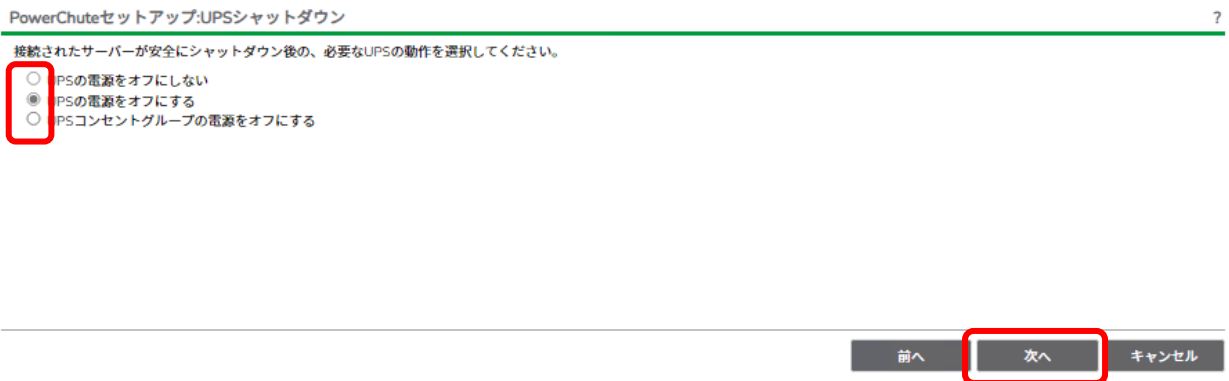 PowerChuteセットアップ:UPSシャットダウン ?
接続されたサーバーが安全にシャットダウン後の、必要なUPSの動作を選択してください。
UPSの電源をオフにしない
UPSの電源をオフにする
UPSコンセントグループの電源をオフにする
前へ 次へ キャンセル